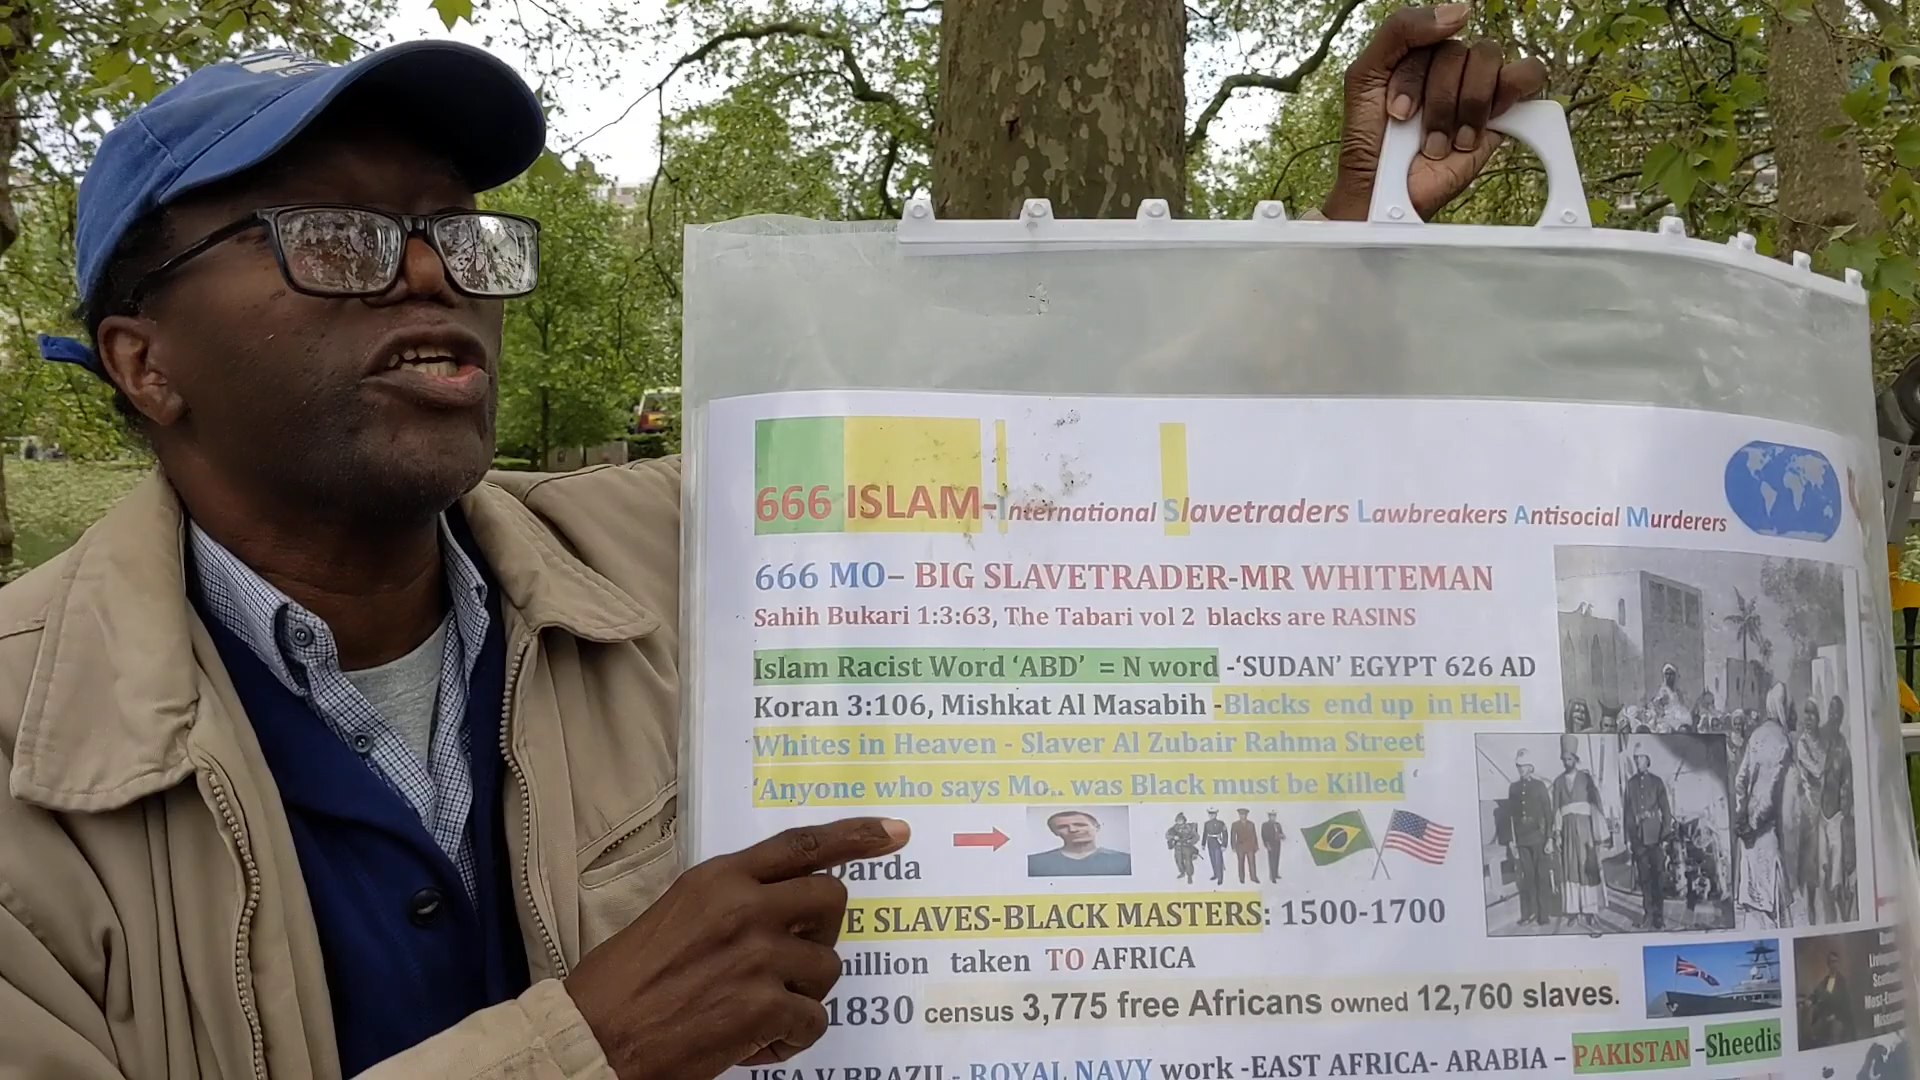 666 ISLAM-International Slavetraders Lawbreakers Antisocial Murderers
666 MO– BIG SLAVETRADER-MR WHITEMAN
Sahih Bukari 1:3:63, The Tabari vol 2 blacks are RASINS
Islam Racist Word ‘ABD’ = N word -‘SUDAN’ EGYPT 626 AD
Koran 3:106, Mishkat Al Masabih -Blacks end up in Hell-
Whites in Heaven - Slaver Al Zubair Rahma Street
‘Anyone who says Mo.. was Black must be Killed ‘
Darda
E SLAVES-BLACK MASTERS: 1500-1700
million taken TO AFRICA
1830 census 3,775 free Africans owned 12,760 slaves.
USA V BRAZIL- ROYAL NAVY work -EAST AFRICA- ARABIA – PAKISTAN -Sheedis